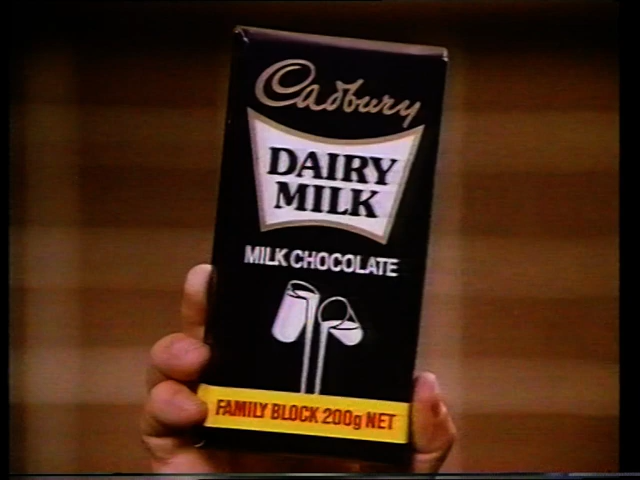 Cadbury
DAIRY
MILK
MILK CHOCOLATE
FAMILY BLOCK 200g NET